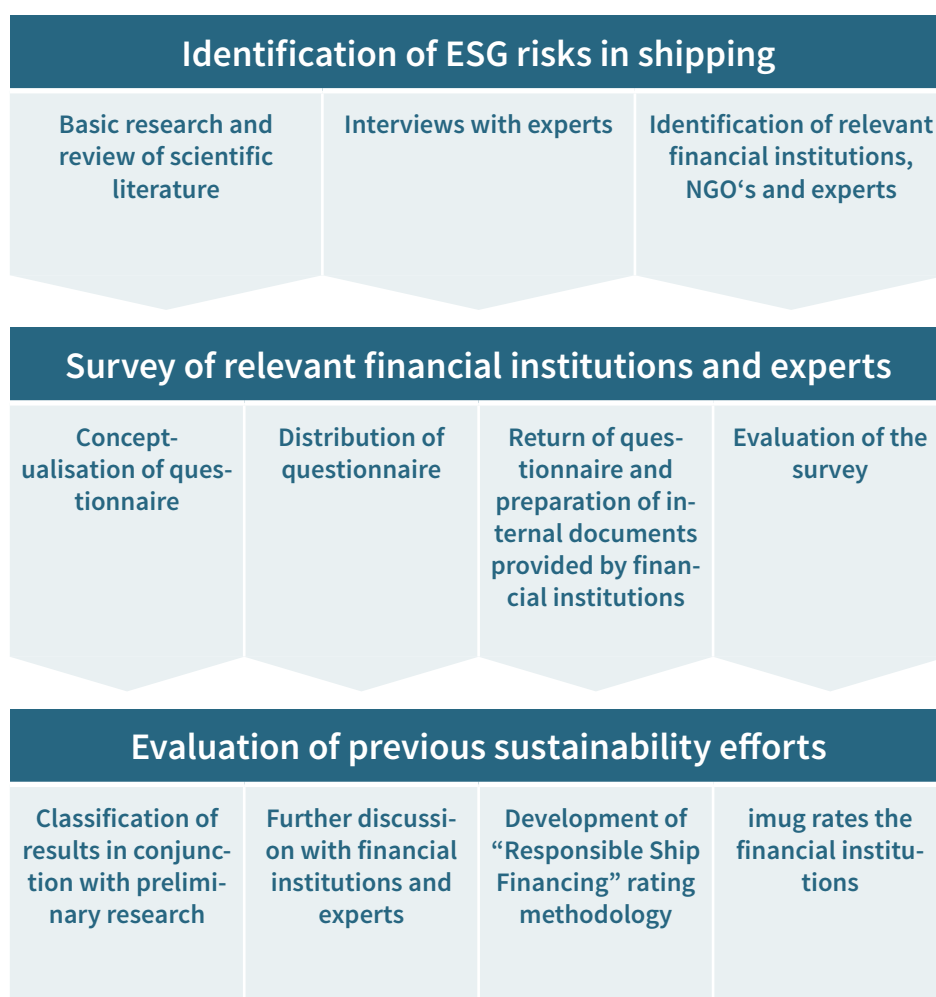 Identification of ESG risks in shipping
Basic research and
review of scientific
literature
Interviews with experts
Identification of relevant
financial institutions,
NGO‘s and experts
Survey of relevant financial institutions and experts
Concept-
ualisation of ques-
tionnaire
Distribution of
questionnaire
Return of ques-
tionnaire and
preparation of in-
ternal documents
provided by finan-
cial institutions
Evaluation of the
survey
Evaluation of previous sustainability efforts
Classification of
results in conjunc-
tion with prelimi-
nary research
Further discussi-
on with financial
institutions and
experts
Development of
“Responsible Ship
Financing” rating
methodology
imug rates the
financial institu-
tions